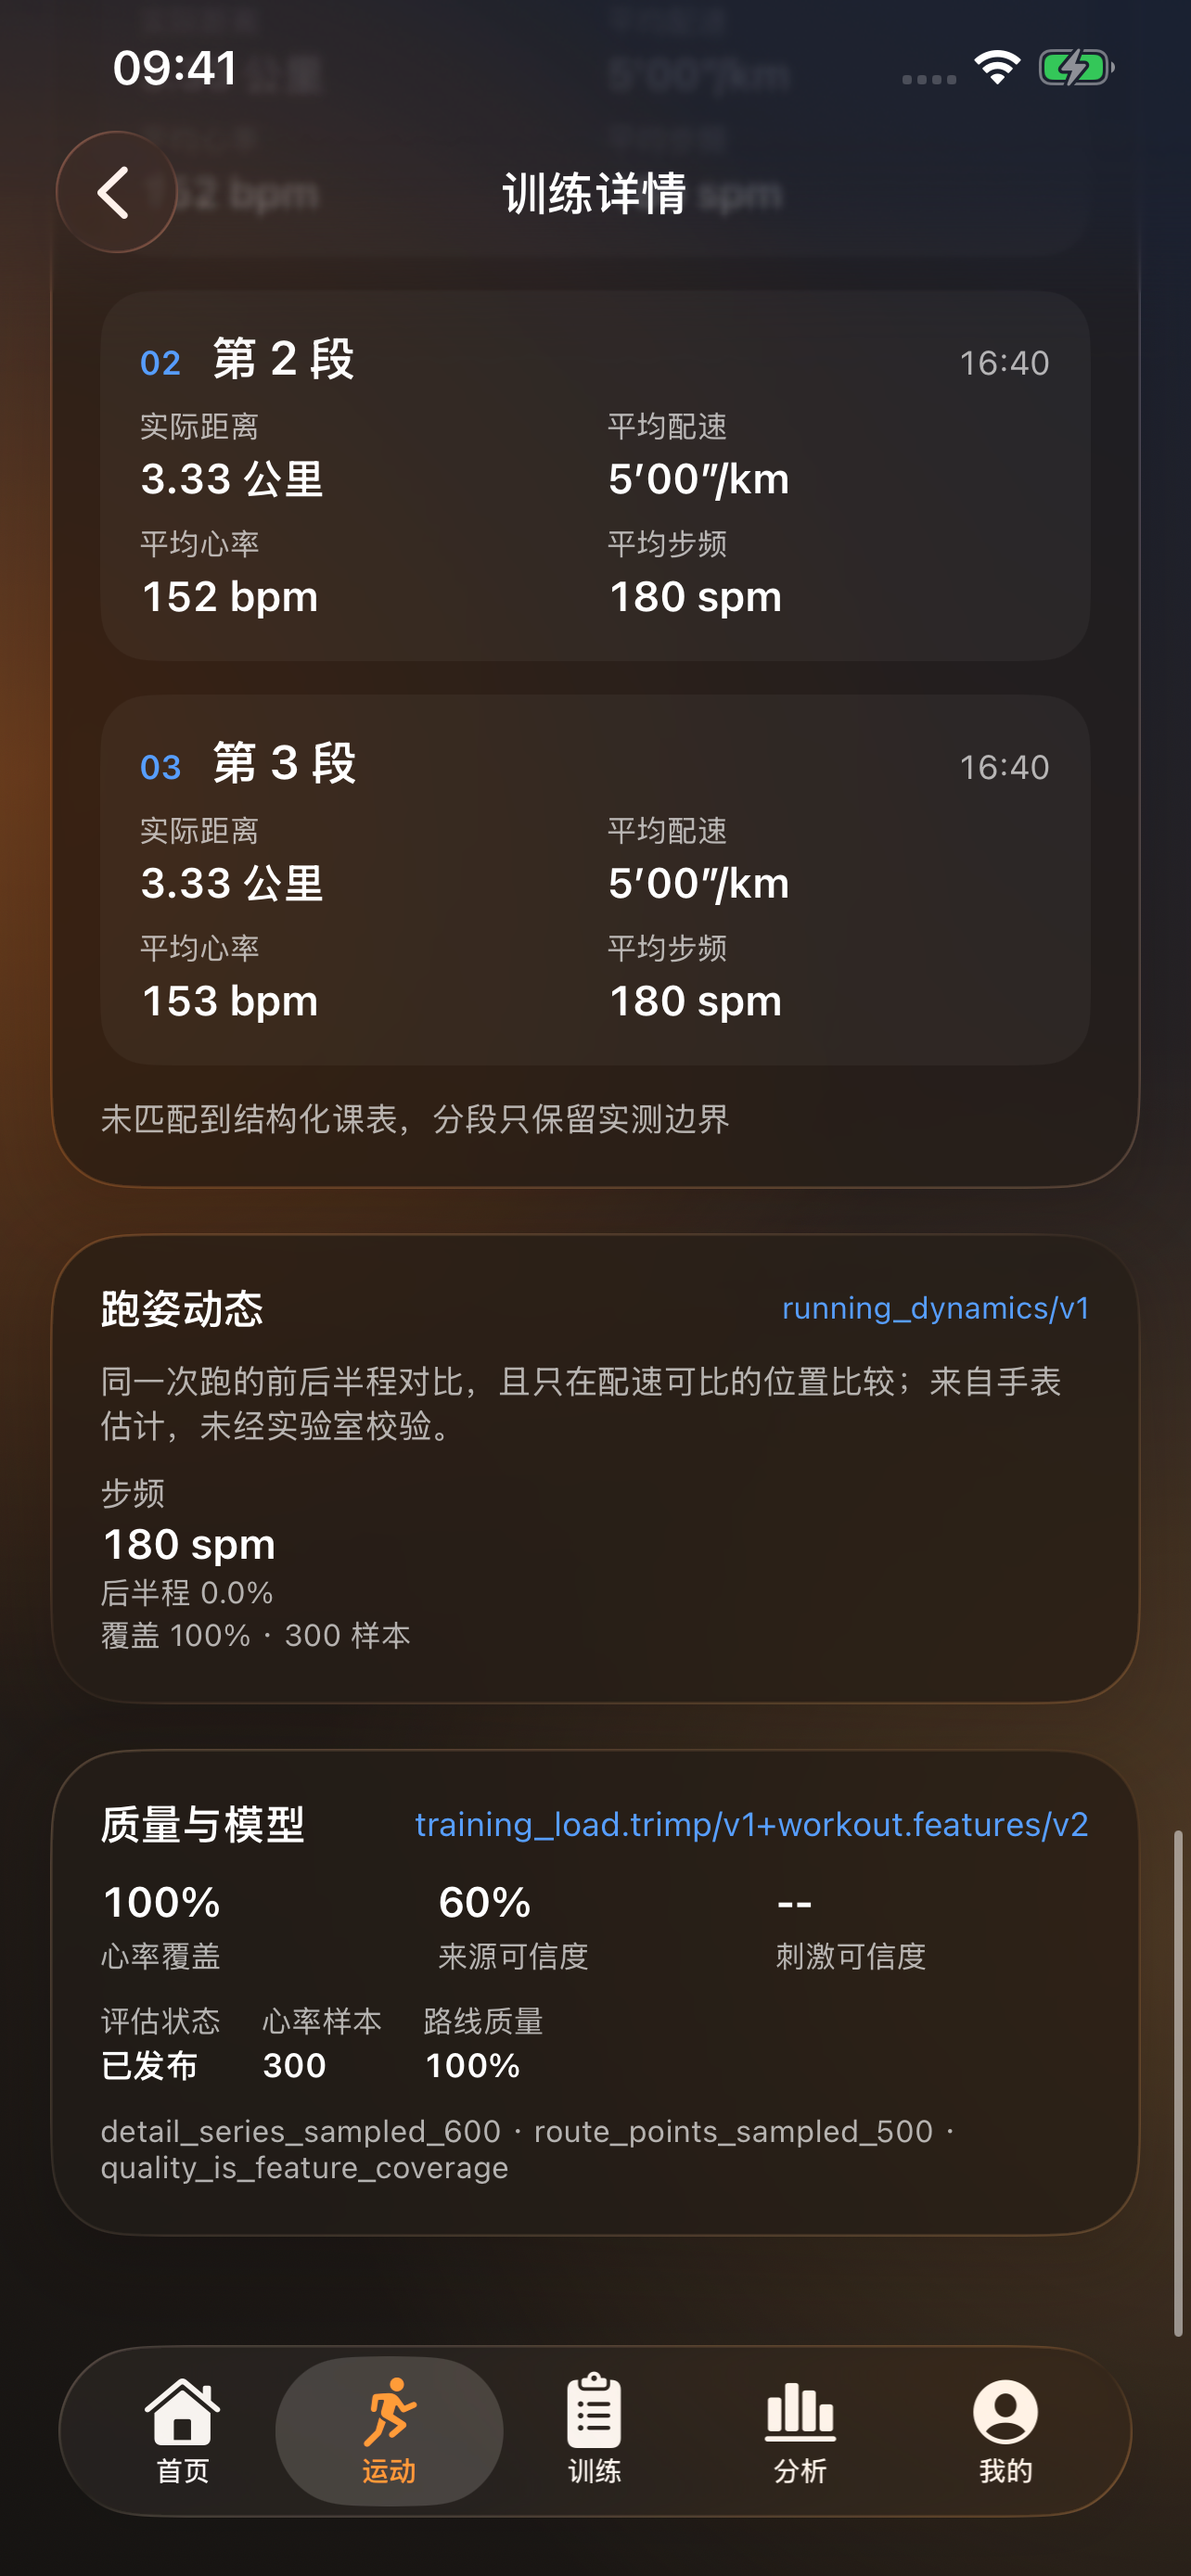 09:41
训练详情
02 第 2 段 16:40
实际距离 平均配速
3.33 公里 5’00”/km
平均心率 平均步频
152 bpm 180 spm
03 第 3 段 16:40
实际距离 平均配速
3.33 公里 5’00”/km
平均心率 平均步频
153 bpm 180 spm
未匹配到结构化课表，分段只保留实测边界
跑姿动态 running_dynamics/v1
同一次跑的前后半程对比，且只在配速可比的位置比较；来自手表
估计，未经实验室校验。
步频
180 spm
后半程 0.0%
覆盖 100% · 300 样本
质量与模型 training_load.trimp/v1+workout.features/v2
100% 60% --
心率覆盖 来源可信度 刺激可信度
评估状态 心率样本 路线质量
已发布 300 100%
detail_series_sampled_600 · route_points_sampled_500 ·
quality_is_feature_coverage
首页 运动 训练 分析 我的